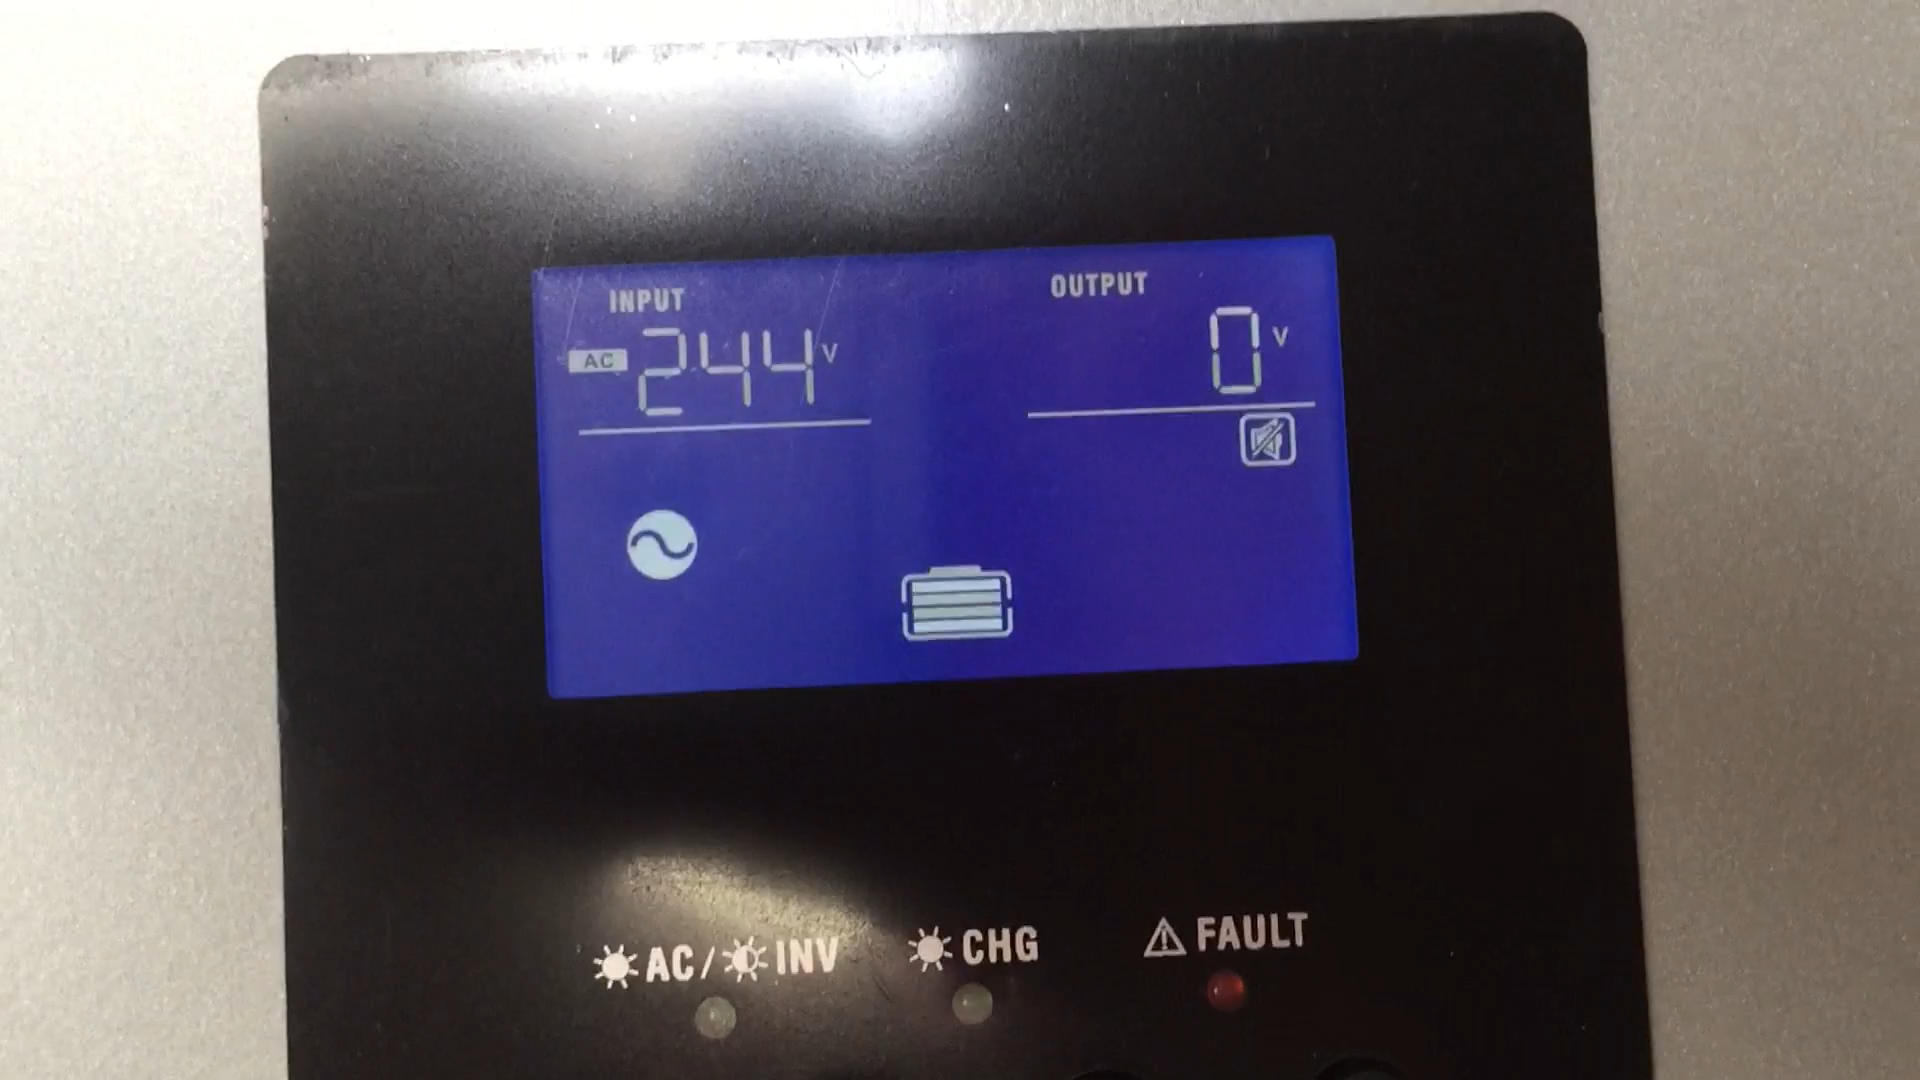 INPUT
OUTPUT
AC 244 V
0 V
AC/ INV
CHG
FAULT